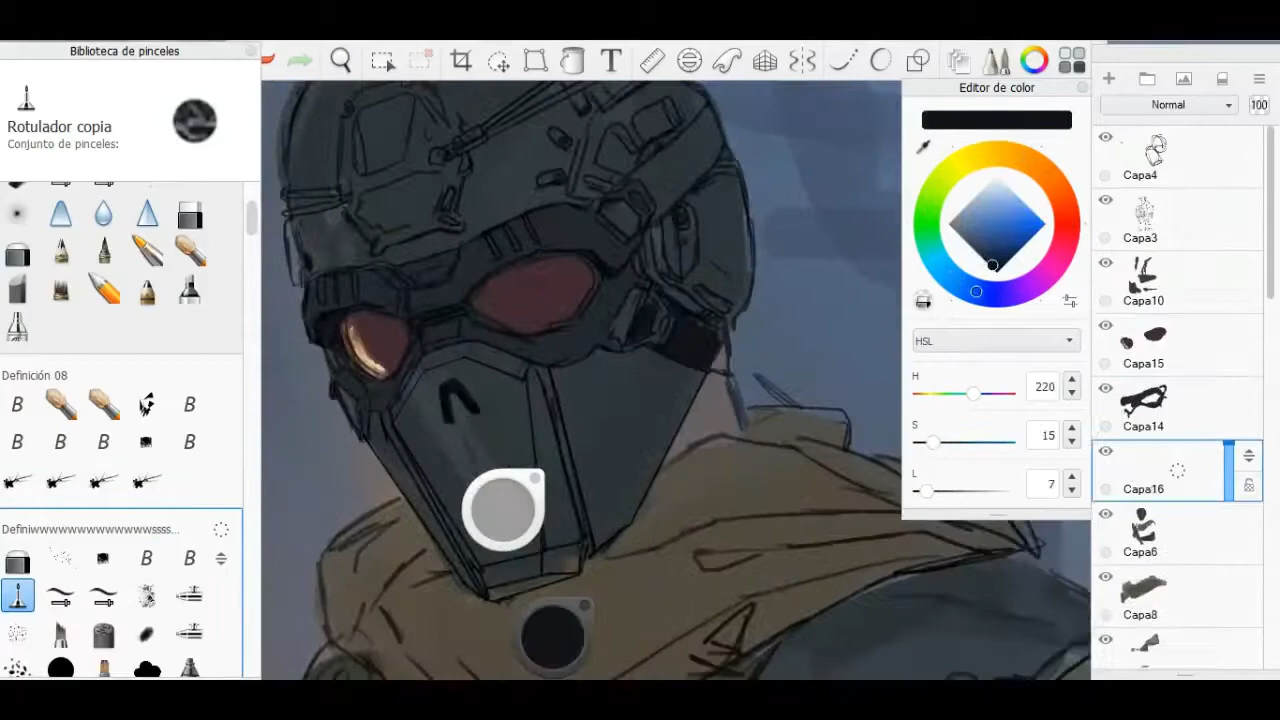 Biblioteca de pinceles
Rotulador copia
Conjunto de pinceles:
Definición 08
B
B
B
B
B
B
Definiwwwwwwwwwwwwwssss...
B
B
T
Editor de color
HSL
H
220
S
15
L
7
Normal
100
Capa4
Capa3
Capa10
Capa15
Capa14
Capa16
Capa6
Capa8